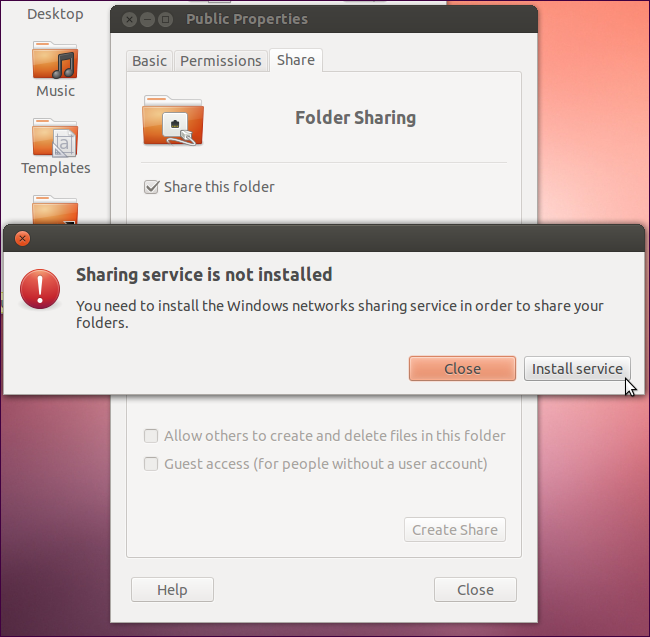 Desktop
Public Properties
Music
Templates
Basic Permissions Share
Folder Sharing
Share this folder
Sharing service is not installed
You need to install the Windows networks sharing service in order to share your
folders.
Close Install service
Allow others to create and delete files in this folder
Guest access (for people without a user account)
Create Share
Help Close